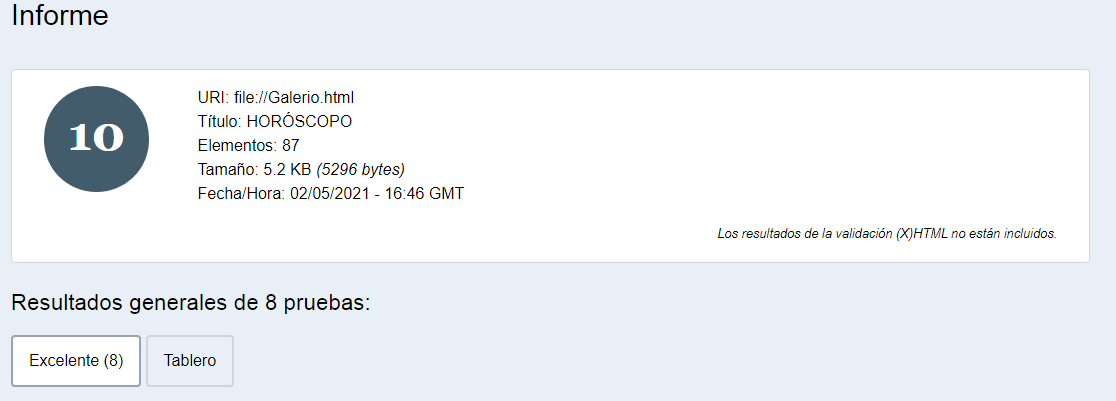 Informe
10
URI: file://Galerio.html
Título: HORÓSCOPO
Elementos: 87
Tamaño: 5.2 KB (5296 bytes)
Fecha/Hora: 02/05/2021 - 16:46 GMT
Los resultados de la validación (X)HTML no están incluidos.
Resultados generales de 8 pruebas:
Excelente (8) Tablero